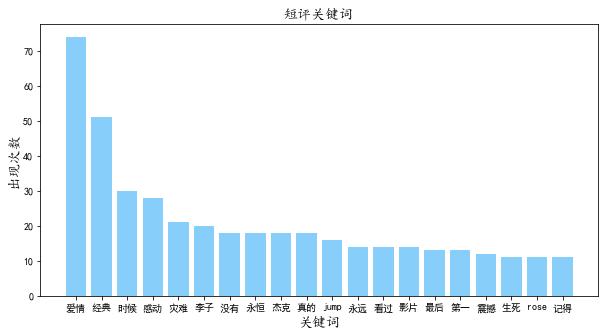 短评关键词
出现次数
70
60
50
40
30
20
10
0
爱情 经典 时候 感动 灾难 李子 没有 永恒 杰克 真的 jump 永远 看过 影片 最后 第一 震撼 生死 rose 记得
关键词